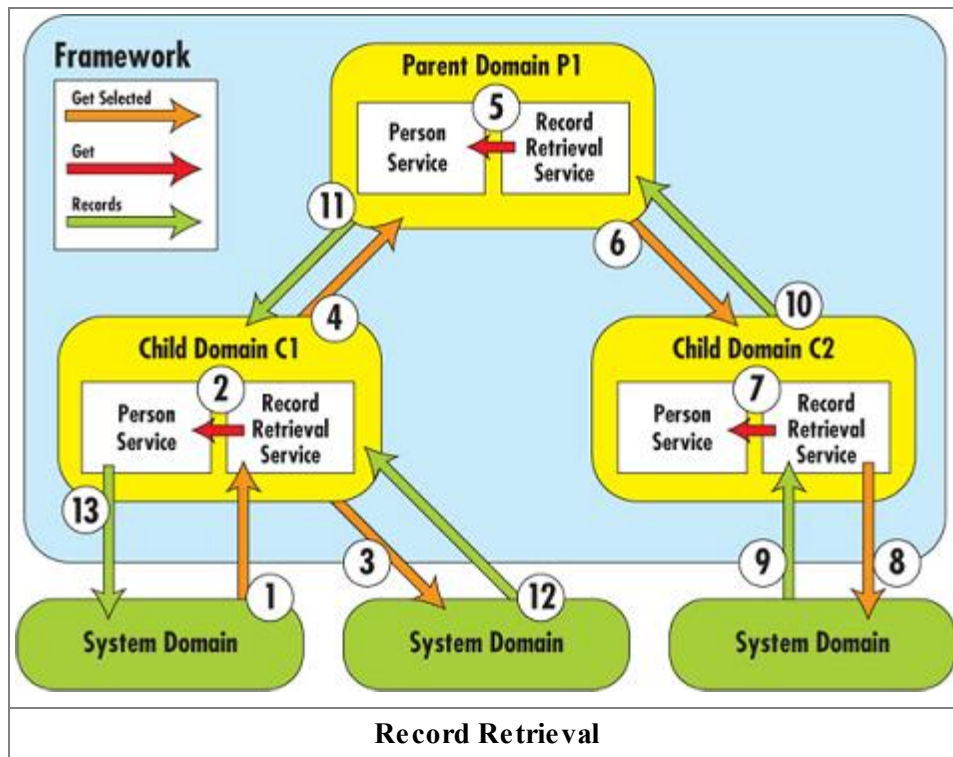 Framework
Get Selected
Get
Records
Parent Domain P1
5
Person
Service
Record
Retrieval
Service
11
4
6
10
Child Domain C1
2
Person
Service
Record
Retrieval
Service
Child Domain C2
7
Person
Service
Record
Retrieval
Service
13
1
3
12
9
8
System Domain
System Domain
System Domain
Record Retrieval